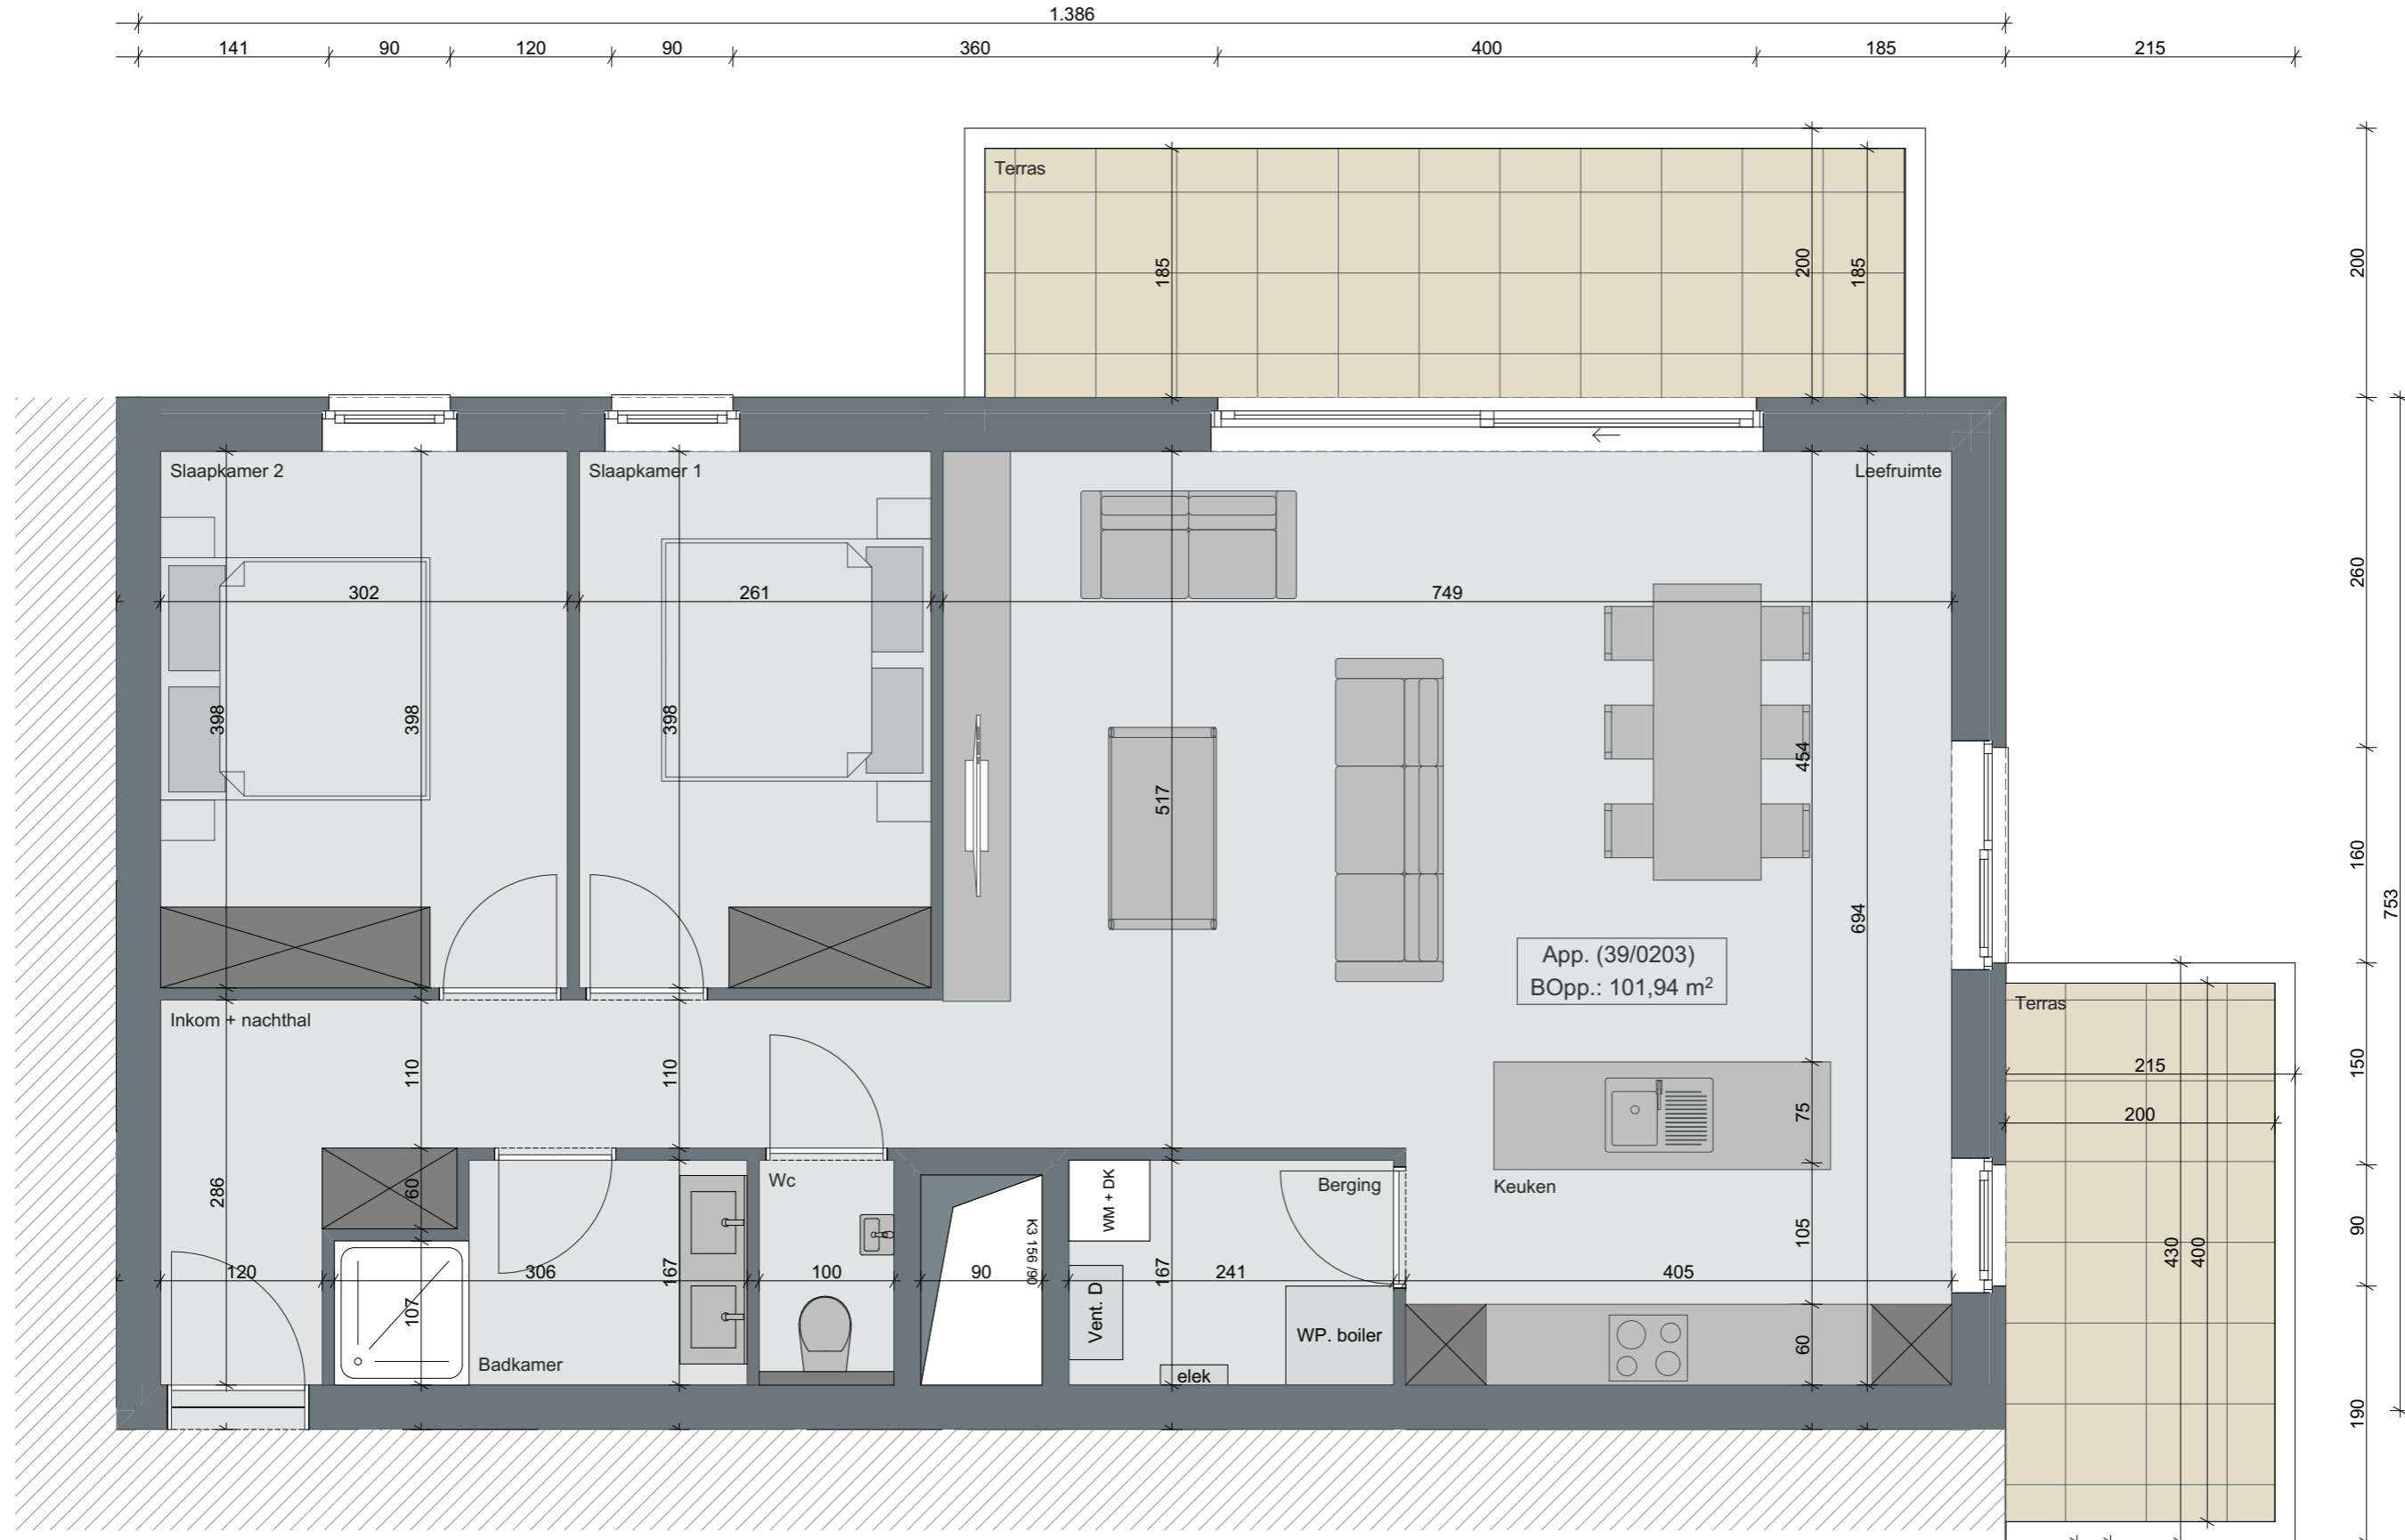 1.386
141
90
120
90
360
400
185
215
Terras
185
200
185
200
Slaapkamer 2
Slaapkamer 1
Leefruimte
302
261
749
260
398
398
398
454
517
160
753
694
App. (39/0203)
BOpp.: 101,94 m²
Inkom + nachthal
Terras
110
110
215
150
75
200
Wc
WM + DK
Berging
Keuken
286
60
K3 156 /90
105
430
400
90
120
306
167
100
90
167
241
405
107
Vent. D
WP. boiler
60
Badkamer
elek
190